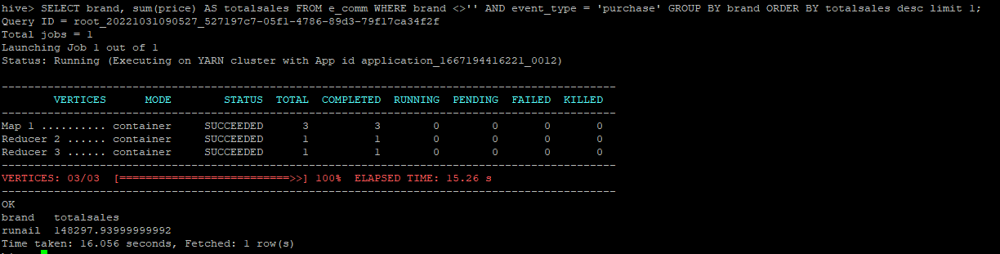 hive> SELECT brand, sum(price) AS totalsales FROM e_comm WHERE brand <>'' AND event_type = 'purchase' GROUP BY brand ORDER BY totalsales desc limit 1;
Query ID = root_20221031090527_527197c7-05f1-4786-89d3-79f17ca34f2f
Total jobs = 1
Launching Job 1 out of 1
Status: Running (Executing on YARN cluster with App id application_1667194416221_0012)
----------------------------------------------------------------------------------------------
VERTICES MODE STATUS TOTAL COMPLETED RUNNING PENDING FAILED KILLED
----------------------------------------------------------------------------------------------
Map 1 .......... container SUCCEEDED 3 3 0 0 0 0
Reducer 2 ...... container SUCCEEDED 1 1 0 0 0 0
Reducer 3 ...... container SUCCEEDED 1 1 0 0 0 0
----------------------------------------------------------------------------------------------
VERTICES: 03/03 [==========================>>] 100% ELAPSED TIME: 15.26 s
----------------------------------------------------------------------------------------------
OK
brand totalsales
runail 148297.93999999992
Time taken: 16.056 seconds, Fetched: 1 row(s)